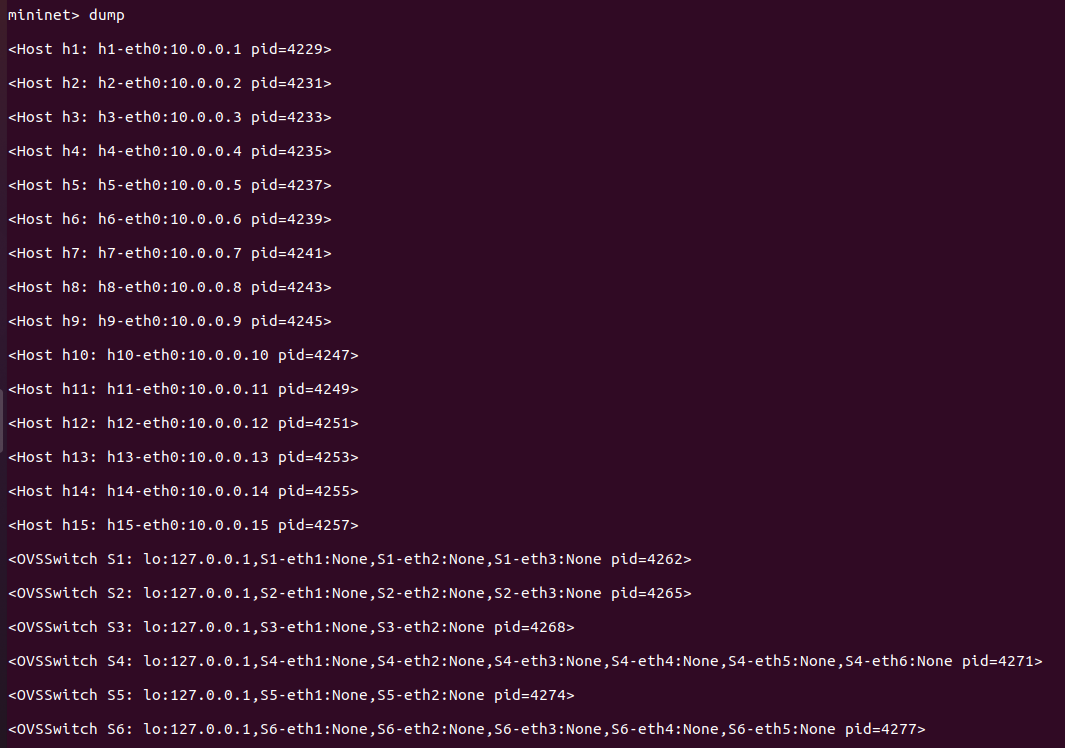 mininet> dump
<Host h1: h1-eth0:10.0.0.1 pid=4229>
<Host h2: h2-eth0:10.0.0.2 pid=4231>
<Host h3: h3-eth0:10.0.0.3 pid=4233>
<Host h4: h4-eth0:10.0.0.4 pid=4235>
<Host h5: h5-eth0:10.0.0.5 pid=4237>
<Host h6: h6-eth0:10.0.0.6 pid=4239>
<Host h7: h7-eth0:10.0.0.7 pid=4241>
<Host h8: h8-eth0:10.0.0.8 pid=4243>
<Host h9: h9-eth0:10.0.0.9 pid=4245>
<Host h10: h10-eth0:10.0.0.10 pid=4247>
<Host h11: h11-eth0:10.0.0.11 pid=4249>
<Host h12: h12-eth0:10.0.0.12 pid=4251>
<Host h13: h13-eth0:10.0.0.13 pid=4253>
<Host h14: h14-eth0:10.0.0.14 pid=4255>
<Host h15: h15-eth0:10.0.0.15 pid=4257>
<OVSSwitch S1: lo:127.0.0.1,S1-eth1:None,S1-eth2:None,S1-eth3:None pid=4262>
<OVSSwitch S2: lo:127.0.0.1,S2-eth1:None,S2-eth2:None,S2-eth3:None pid=4265>
<OVSSwitch S3: lo:127.0.0.1,S3-eth1:None,S3-eth2:None pid=4268>
<OVSSwitch S4: lo:127.0.0.1,S4-eth1:None,S4-eth2:None,S4-eth3:None,S4-eth4:None,S4-eth5:None,S4-eth6:None pid=4271>
<OVSSwitch S5: lo:127.0.0.1,S5-eth1:None,S5-eth2:None pid=4274>
<OVSSwitch S6: lo:127.0.0.1,S6-eth1:None,S6-eth2:None,S6-eth3:None,S6-eth4:None,S6-eth5:None pid=4277>